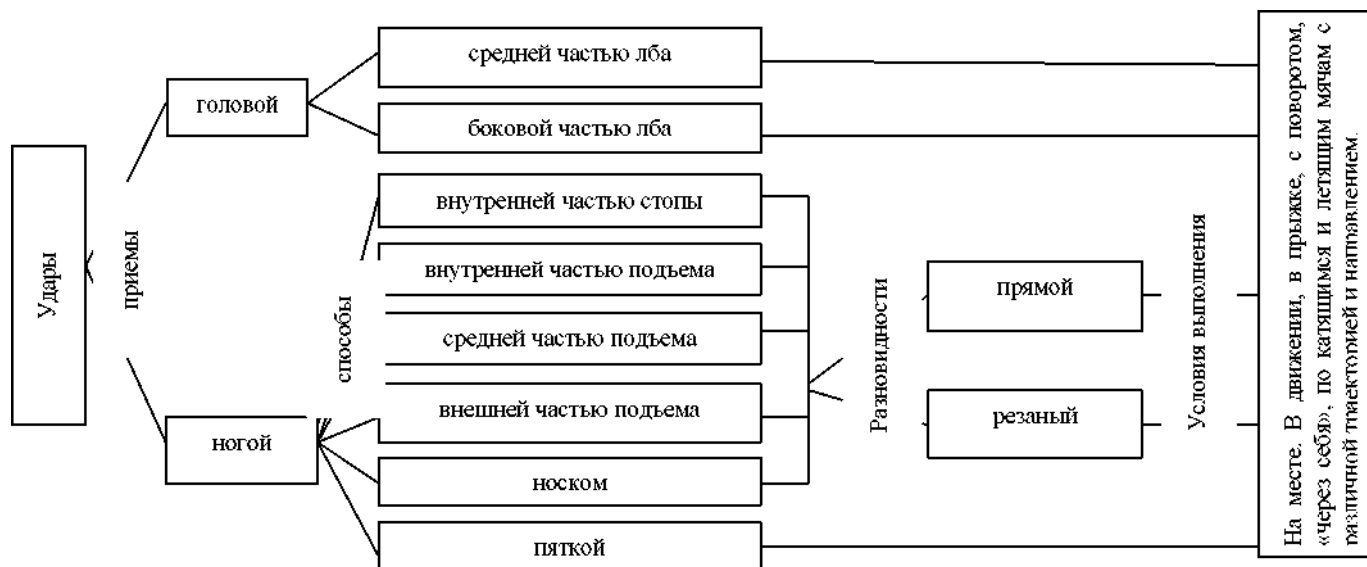 Удары
приемы
головой
ногой
способы
средней частью лба
боковой частью лба
внутренней частью стопы
внутренней частью подъема
средней частью подъема
внешней частью подъема
носком
пяткой
Разновидности
прямой
резаный
Условия выполнения
На месте. В движении, в прыжке, с поворотом,
«через себя», по катящимся и летящим мячам с
различной траекторией и направлением.